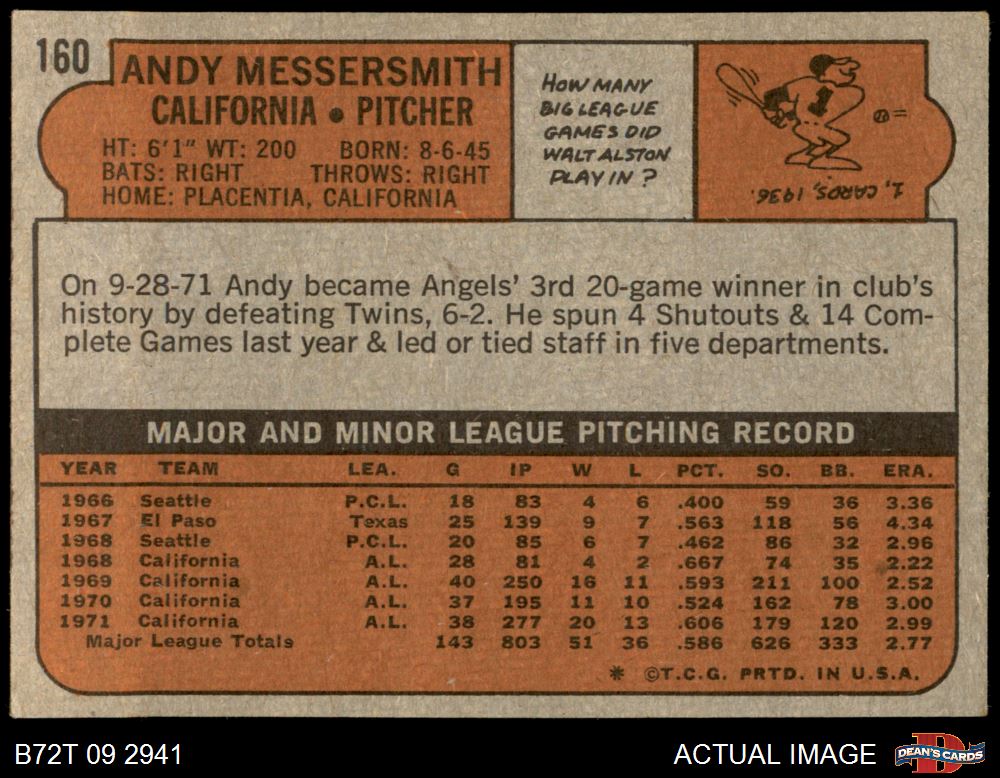 160
ANDY MESSERSMITH
CALIFORNIA • PITCHER
HT: 6'1" WT: 200 BORN: 8-6-45
BATS: RIGHT THROWS: RIGHT
HOME: PLACENTIA, CALIFORNIA
HOW MANY
BIG LEAGUE
GAMES DID
WALT ALSTON
PLAY IN ?
1
1, CARDS, 1936.
On 9-28-71 Andy became Angels' 3rd 20-game winner in club's
history by defeating Twins, 6-2. He spun 4 Shutouts & 14 Com-
plete Games last year & led or tied staff in five departments.
MAJOR AND MINOR LEAGUE PITCHING RECORD
YEAR TEAM LEA. G IP W L PCT. SO. BB. ERA.
1966 Seattle P.C.L. 18 83 4 6 .400 59 36 3.36
1967 El Paso Texas 25 139 9 7 .563 118 56 4.34
1968 Seattle P.C.L. 20 85 6 7 .462 86 32 2.96
1968 California A.L. 28 81 4 2 .667 74 35 2.22
1969 California A.L. 40 250 16 11 .593 211 100 2.52
1970 California A.L. 37 195 11 10 .524 162 78 3.00
1971 California A.L. 38 277 20 13 .606 179 120 2.99
Major League Totals 143 803 51 36 .586 626 333 2.77
* ©T.C.G. PRTD. IN U.S.A.
B72T 09 2941
ACTUAL IMAGE
D
DEAN'S CARDS